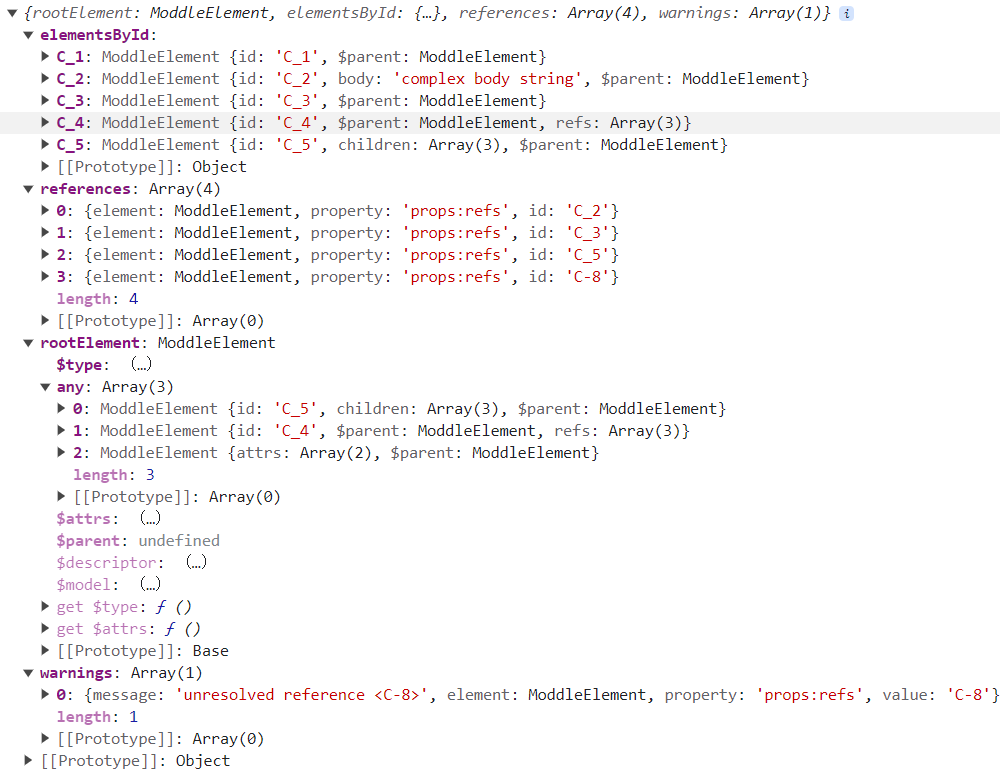 ▼ {rootElement: ModdleElement, elementsById: {…}, references: Array(4), warnings: Array(1)} i
▼ elementsById:
▶ C_1: ModdleElement {id: 'C_1', $parent: ModdleElement}
▶ C_2: ModdleElement {id: 'C_2', body: 'complex body string', $parent: ModdleElement}
▶ C_3: ModdleElement {id: 'C_3', $parent: ModdleElement}
▶ C_4: ModdleElement {id: 'C_4', $parent: ModdleElement, refs: Array(3)}
▶ C_5: ModdleElement {id: 'C_5', children: Array(3), $parent: ModdleElement}
▶ [[Prototype]]: Object
▼ references: Array(4)
▶ 0: {element: ModdleElement, property: 'props:refs', id: 'C_2'}
▶ 1: {element: ModdleElement, property: 'props:refs', id: 'C_3'}
▶ 2: {element: ModdleElement, property: 'props:refs', id: 'C_5'}
▶ 3: {element: ModdleElement, property: 'props:refs', id: 'C-8'}
length: 4
▶ [[Prototype]]: Array(0)
▼ rootElement: ModdleElement
$type: (…)
▼ any: Array(3)
▶ 0: ModdleElement {id: 'C_5', children: Array(3), $parent: ModdleElement}
▶ 1: ModdleElement {id: 'C_4', $parent: ModdleElement, refs: Array(3)}
▶ 2: ModdleElement {attrs: Array(2), $parent: ModdleElement}
length: 3
▶ [[Prototype]]: Array(0)
$attrs: (…)
$parent: undefined
$descriptor: (…)
$model: (…)
▶ get $type: ƒ ()
▶ get $attrs: ƒ ()
▶ [[Prototype]]: Base
▼ warnings: Array(1)
▶ 0: {message: 'unresolved reference <C-8>', element: ModdleElement, property: 'props:refs', value: 'C-8'}
length: 1
▶ [[Prototype]]: Array(0)
▶ [[Prototype]]: Object